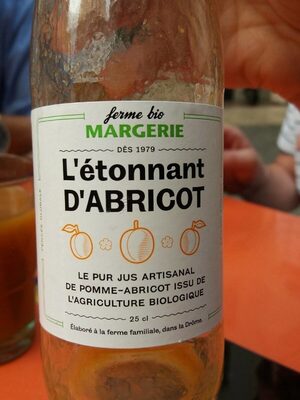 ferme bio
MARGERIE
DÈS 1979
L'étonnant
D'ABRICOT
LE PUR JUS ARTISANAL
DE POMME-ABRICOT ISSU DE
L'AGRICULTURE BIOLOGIQUE
25 cl
Élaboré à la ferme familiale, dans la Drôme.